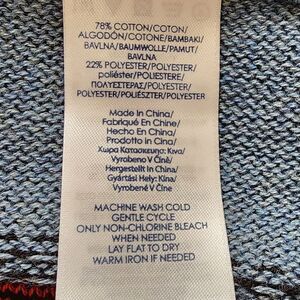 78% COTTON/COTON/
ALGODÓN/COTONE/BAMBAKI/
BAVLNA/BAUMWOLLE/PAMUT/
BAVLNA
22% POLYESTER/POLYESTER/
poliéster/POLIESTERE/
ΠΟΛΥΕΣΤΕΡΑΣ/POLYESTER/
POLYESTER/POLIÉSZTER/POLYESTER
Made In China/
Fabriqué En Chine/
Hecho En China/
Prodotto in Cina/
Χώρα Κατασκευης: Κινα/
Vyrobeno V Číně/
Hergestellt In China/
Gyártási Hely: Kína/
Vyrobené V Číne
MACHINE WASH COLD
GENTLE CYCLE
ONLY NON-CHLORINE BLEACH
WHEN NEEDED
LAY FLAT TO DRY
WARM IRON IF NEEDED